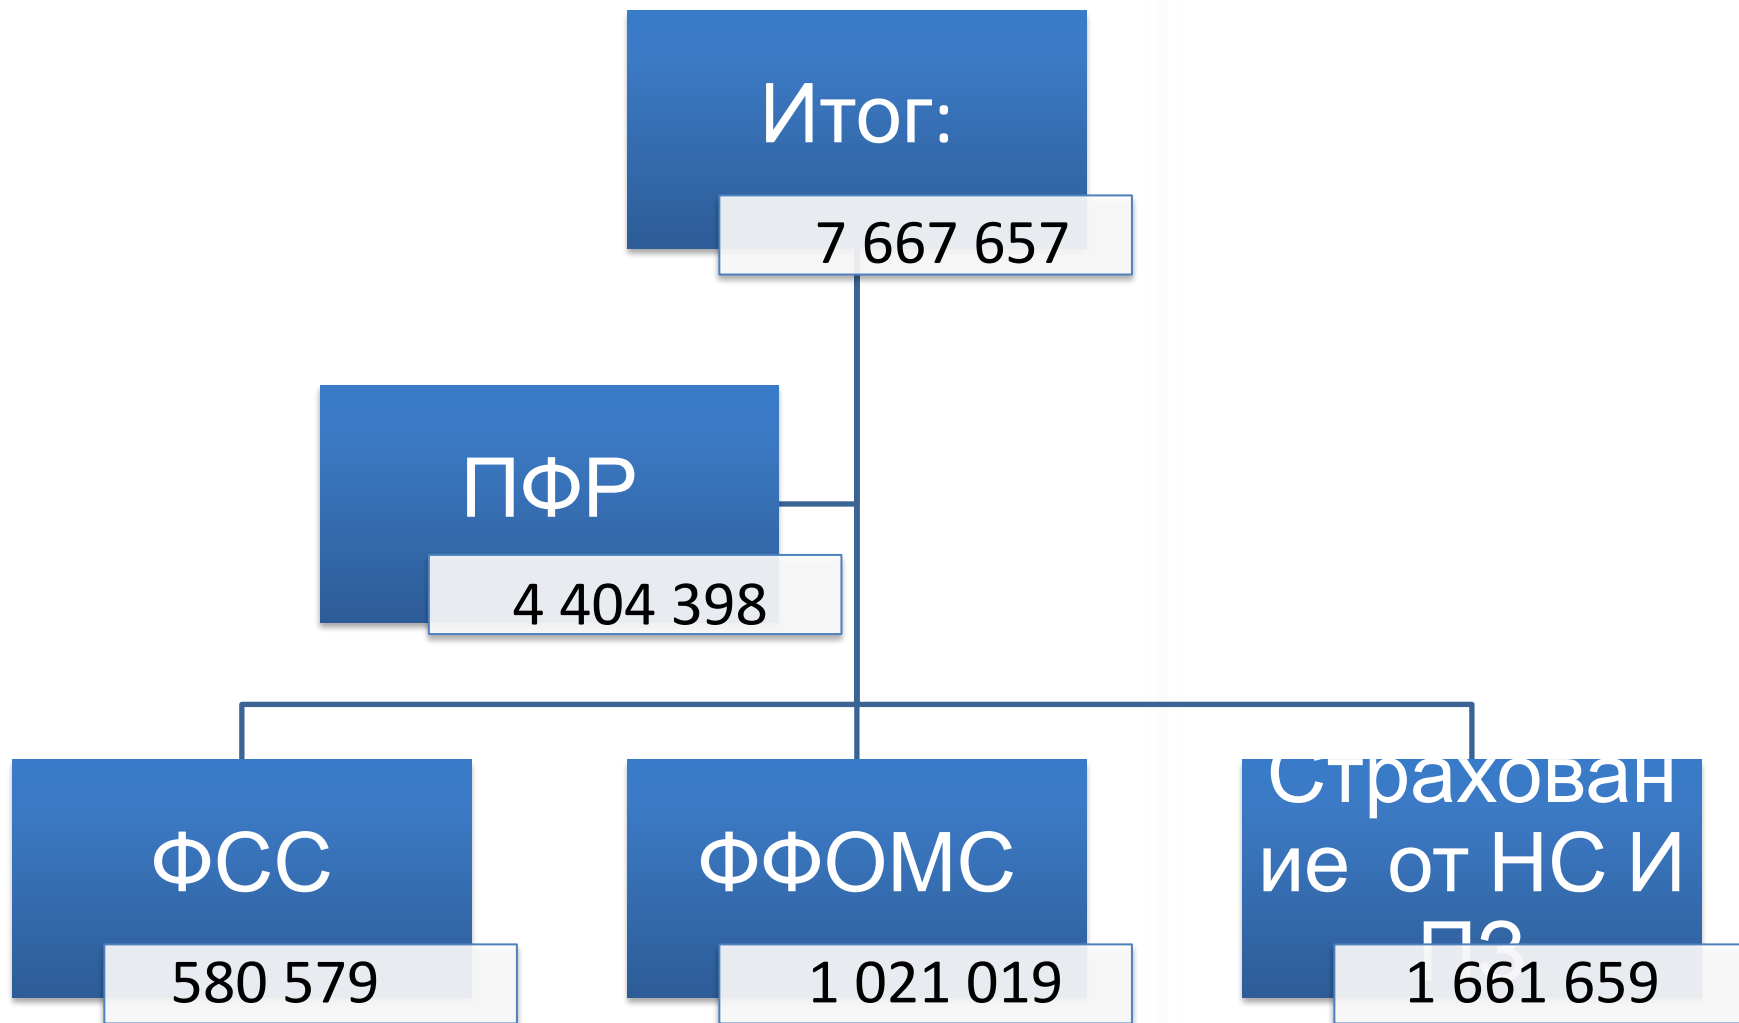 Итог:
7 667 657
ПФР
4 404 398
ФСС
580 579
ФФОМС
1 021 019
Страхован
ие от НС И
ПЗ
1 661 659